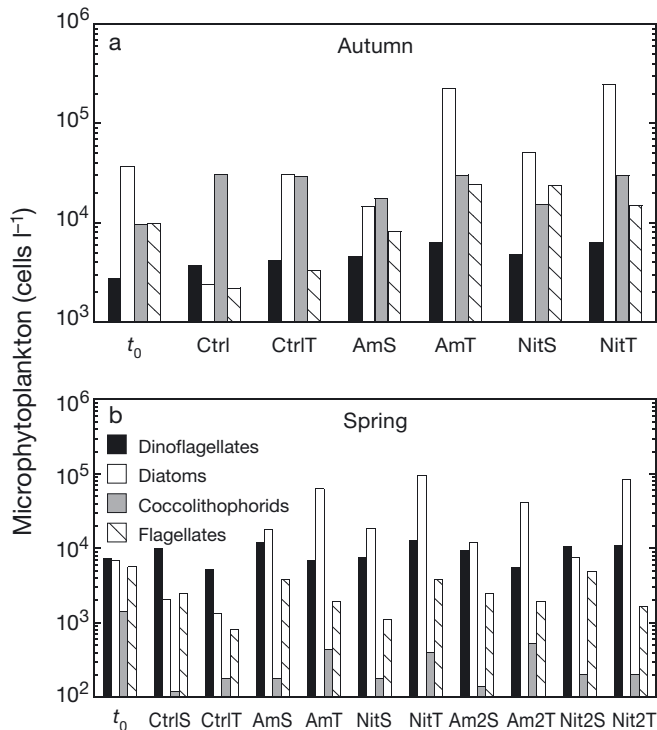 Microphytoplankton (cells l⁻¹)
a
Autumn
10⁶
10⁵
10⁴
10³
t₀ Ctrl CtrlT AmS AmT NitS NitT
b
Spring
10⁶
10⁵
10⁴
10³
10²
Dinoflagellates
Diatoms
Coccolithophorids
Flagellates
t₀ CtrlS CtrlT AmS AmT NitS NitT Am2S Am2T Nit2S Nit2T